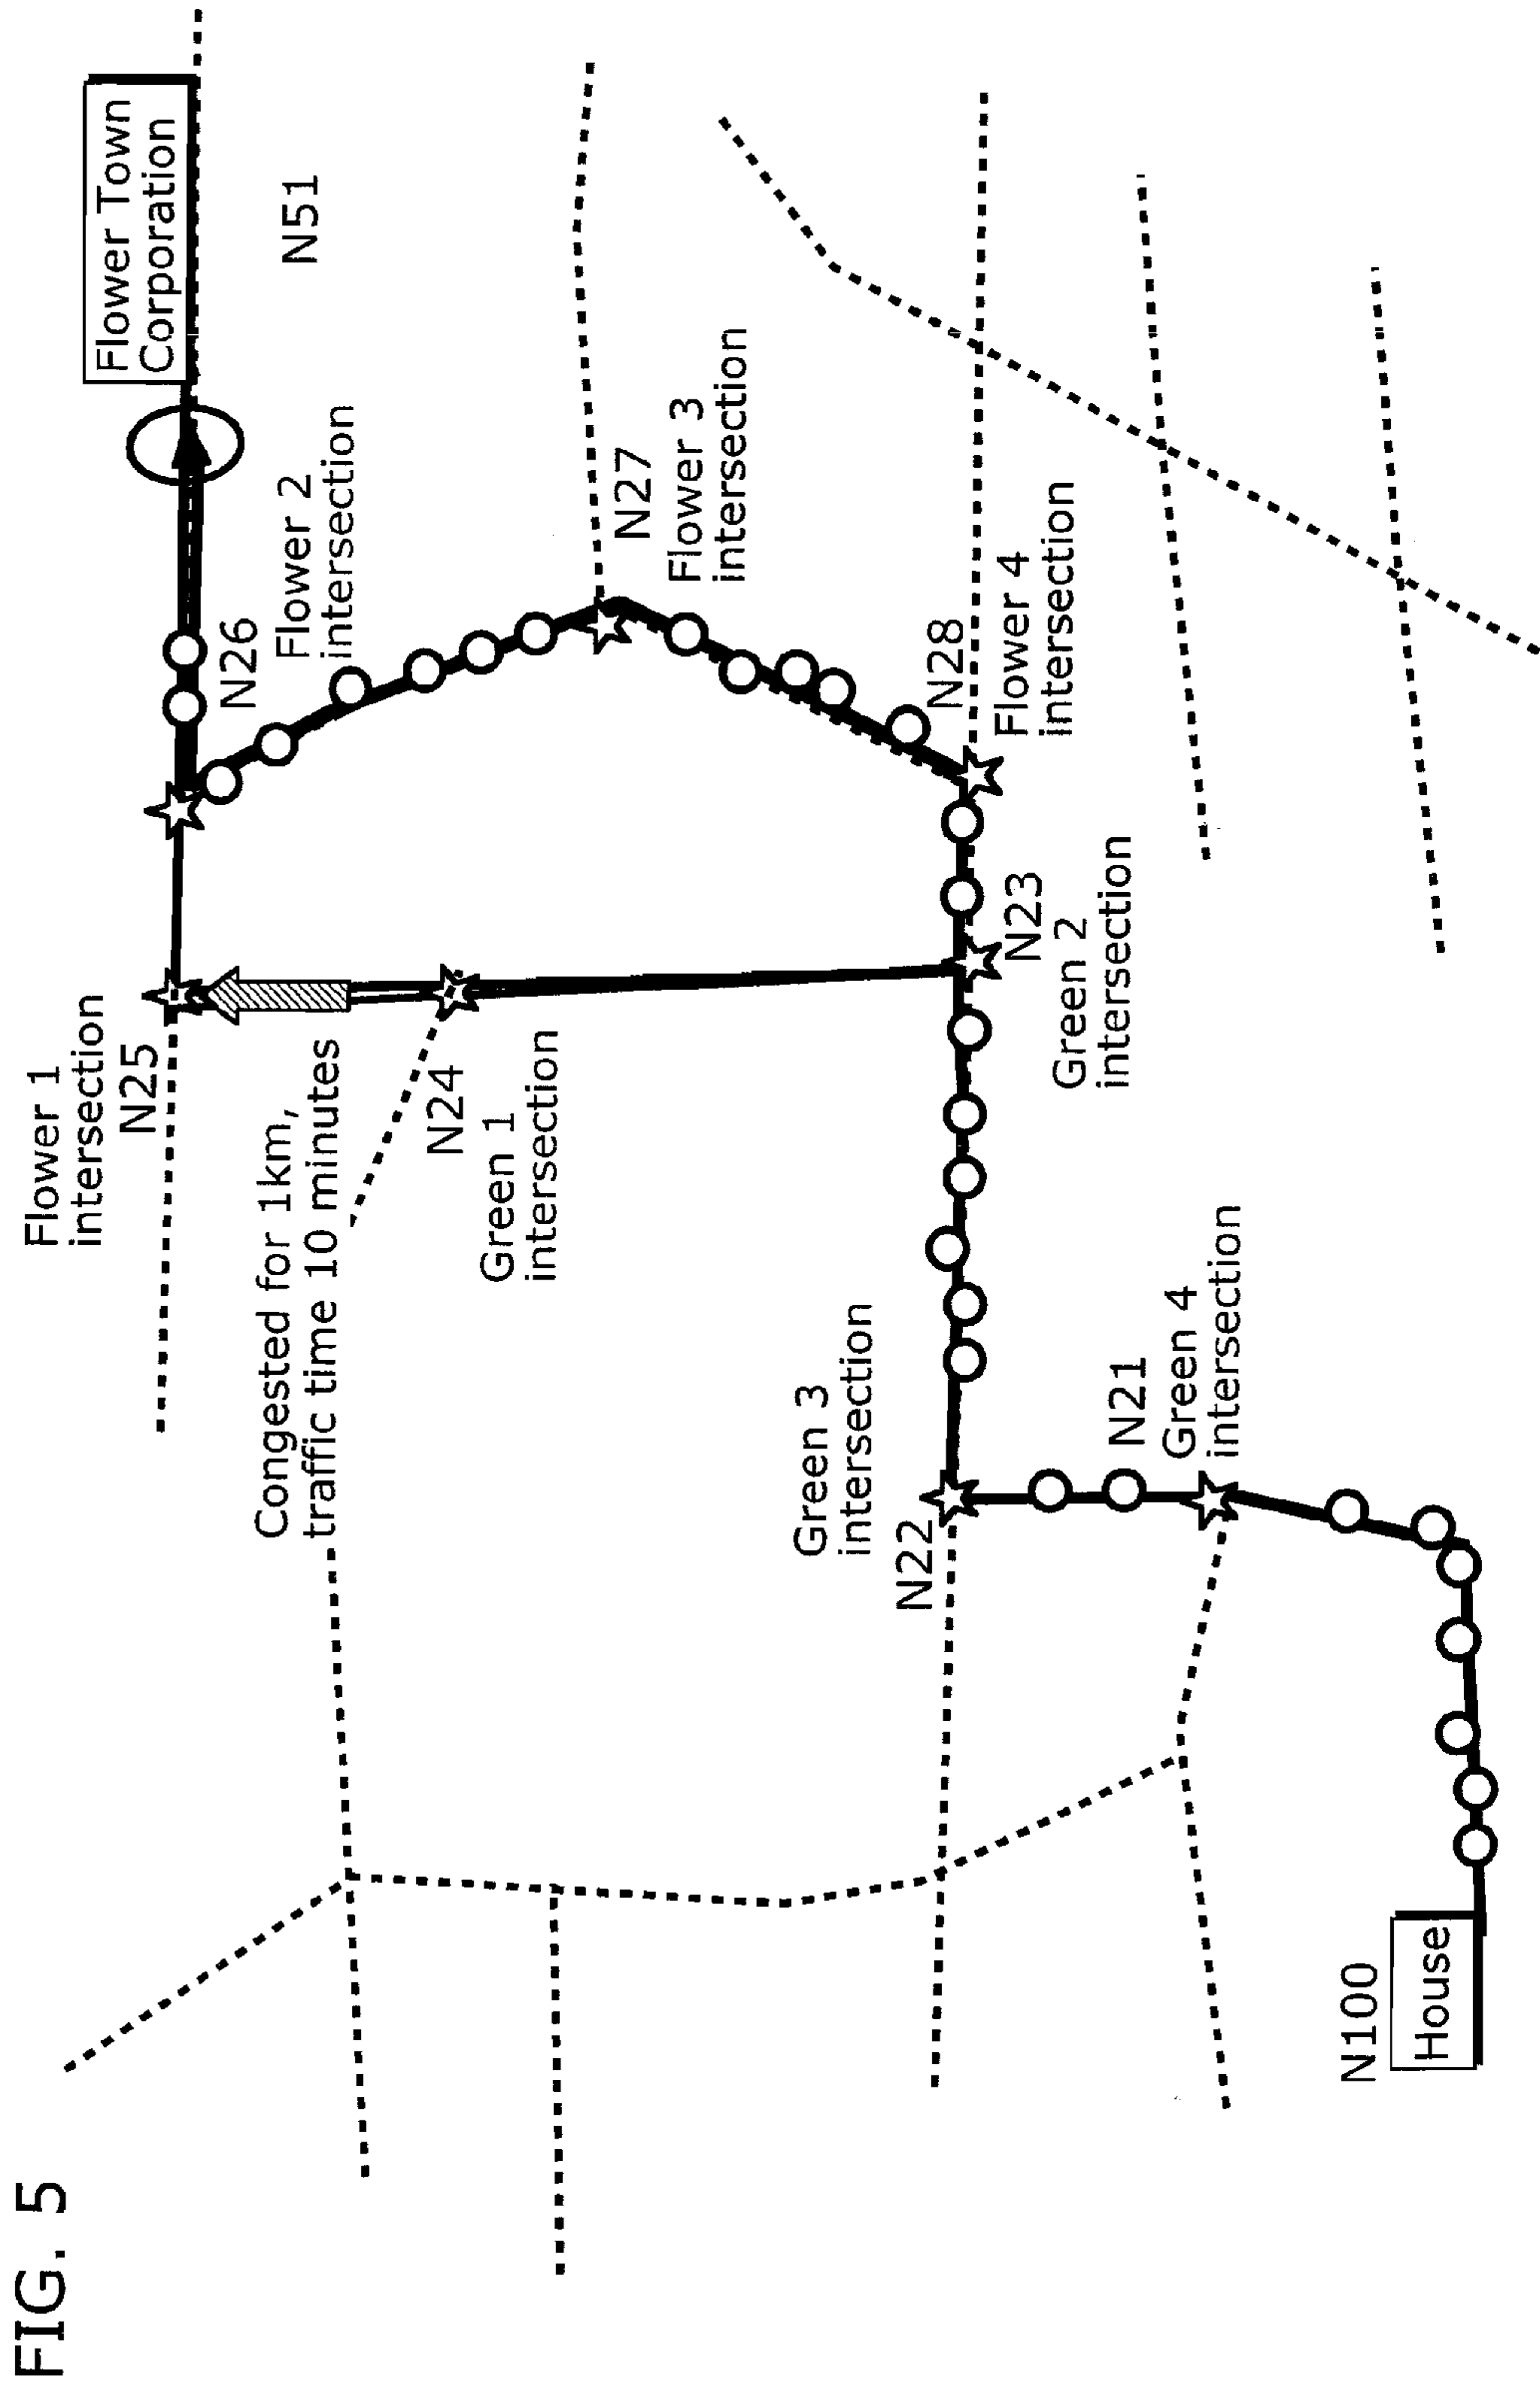 FIG. 5
Flower 1
intersection
N25
Flower Town
Corporation
N51
N26
Flower 2
intersection
Congested for 1km,
traffic time 10 minutes
N24
Green 1
intersection
N27
Flower 3
intersection
Green 3
intersection
N22
N28
Flower 4
intersection
N23
Green 2
intersection
N21
Green 4
intersection
N100
House